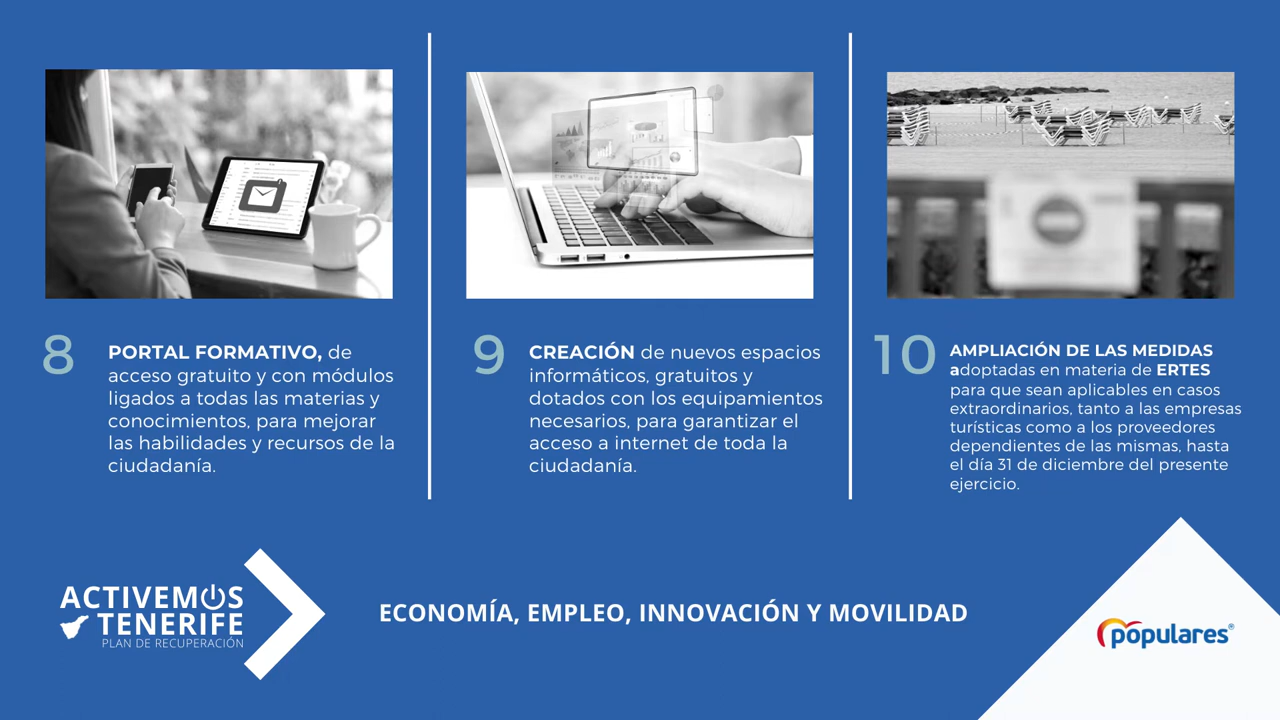 8
PORTAL FORMATIVO, de
acceso gratuito y con módulos
ligados a todas las materias y
conocimientos, para mejorar
las habilidades y recursos de la
ciudadanía.
9
CREACIÓN de nuevos espacios
informáticos, gratuitos y
dotados con los equipamientos
necesarios, para garantizar el
acceso a internet de toda la
ciudadanía.
10
AMPLIACIÓN DE LAS MEDIDAS
adoptadas en materia de ERTES
para que sean aplicables en casos
extraordinarios, tanto a las empresas
turísticas como a los proveedores
dependientes de las mismas, hasta
el día 31 de diciembre del presente
ejercicio.
ACTIVEMOS
TENERIFE
PLAN DE RECUPERACIÓN
ECONOMÍA, EMPLEO, INNOVACIÓN Y MOVILIDAD
populares®